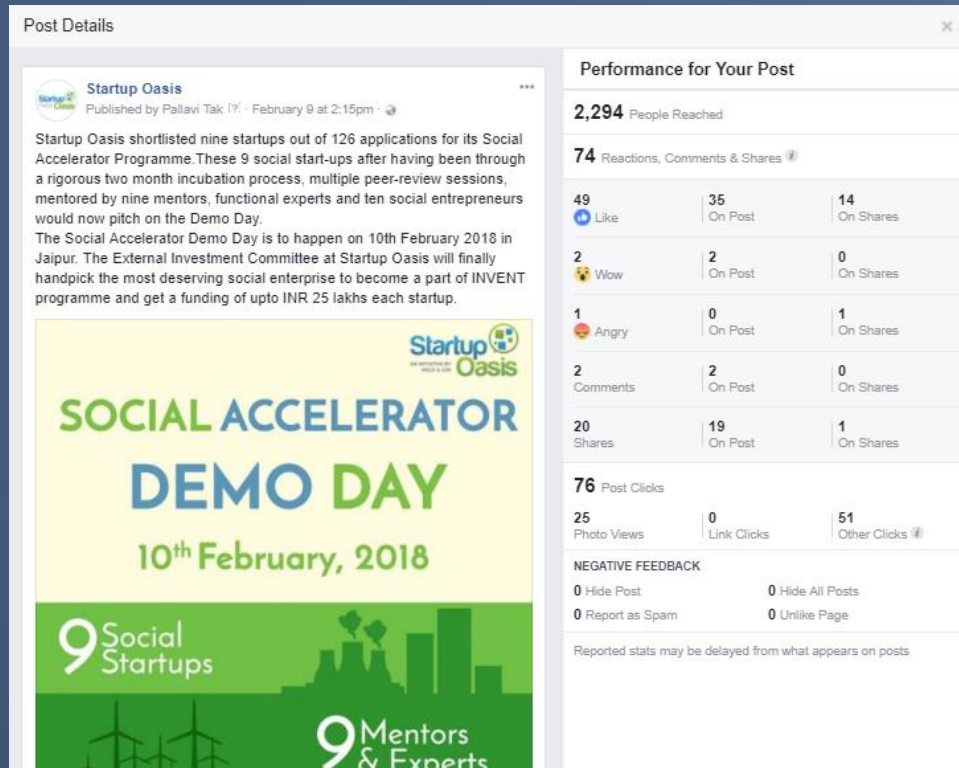 Post Details
Startup Oasis
Published by Pallavi Tak [?] · February 9 at 2:15pm ·
Startup Oasis shortlisted nine startups out of 126 applications for its Social
Accelerator Programme.These 9 social start-ups after having been through
a rigorous two month incubation process, multiple peer-review sessions,
mentored by nine mentors, functional experts and ten social entrepreneurs
would now pitch on the Demo Day.
The Social Accelerator Demo Day is to happen on 10th February 2018 in
Jaipur. The External Investment Committee at Startup Oasis will finally
handpick the most deserving social enterprise to become a part of INVENT
programme and get a funding of upto INR 25 lakhs each startup.
Startup
Oasis
SOCIAL ACCELERATOR
DEMO DAY
10th February, 2018
9 Social
Startups
9 Mentors
& Experts
Performance for Your Post
2,294 People Reached
74 Reactions, Comments & Shares
49 35 14
Like On Post On Shares
2 2 0
Wow On Post On Shares
1 0 1
Angry On Post On Shares
2 2 0
Comments On Post On Shares
20 19 1
Shares On Post On Shares
76 Post Clicks
25 0 51
Photo Views Link Clicks Other Clicks
NEGATIVE FEEDBACK
0 Hide Post 0 Hide All Posts
0 Report as Spam 0 Unlike Page
Reported stats may be delayed from what appears on posts